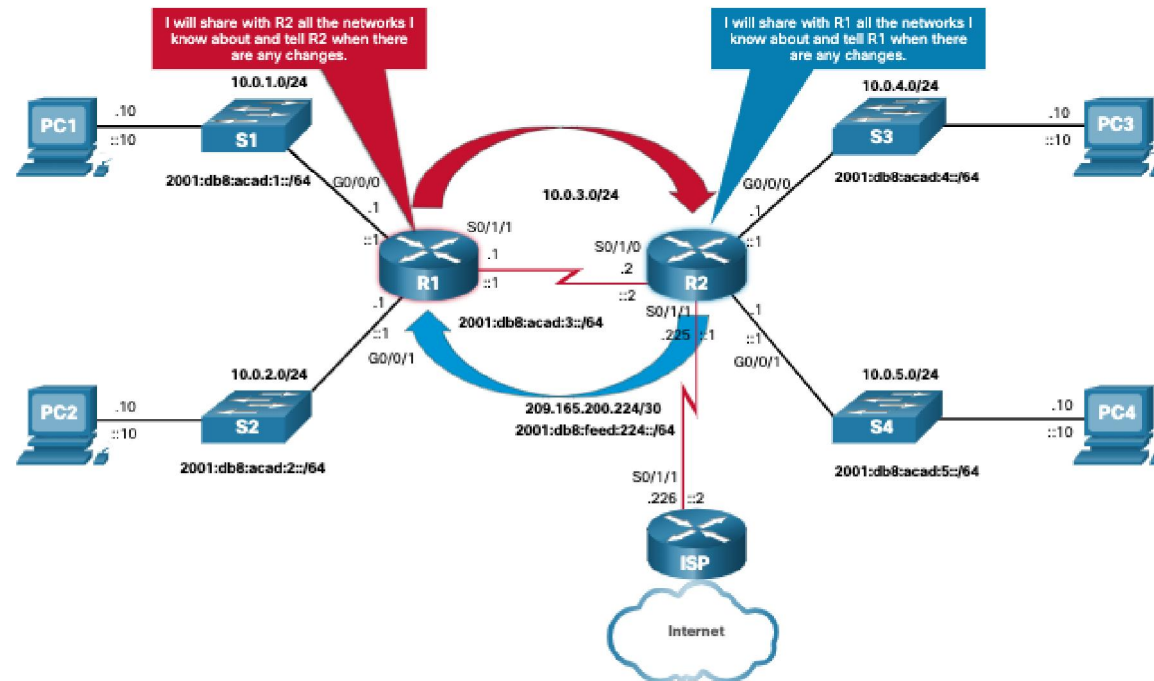 I will share with R2 all the networks I
know about and tell R2 when there
are any changes.
I will share with R1 all the networks I
know about and tell R1 when there
are any changes.
10.0.1.0/24
10.0.4.0/24
PC1
.10
::10
S1
S3
.10
::10
PC3
2001:db8:acad:1::/64
G0/0/0
.1
::1
10.0.3.0/24
G0/0/0
.1
::1
2001:db8:acad:4::/64
S0/1/1
.1
::1
R1
S0/1/0
.2
::2
R2
.1
::1
G0/0/1
2001:db8:acad:3::/64
S0/1/1
.225
::1
.1
::1
G0/0/1
10.0.2.0/24
10.0.5.0/24
PC2
.10
::10
S2
209.165.200.224/30
2001:db8:feed:224::/64
S4
.10
::10
PC4
2001:db8:acad:2::/64
2001:db8:acad:5::/64
S0/1/1
.226
::2
ISP
Internet